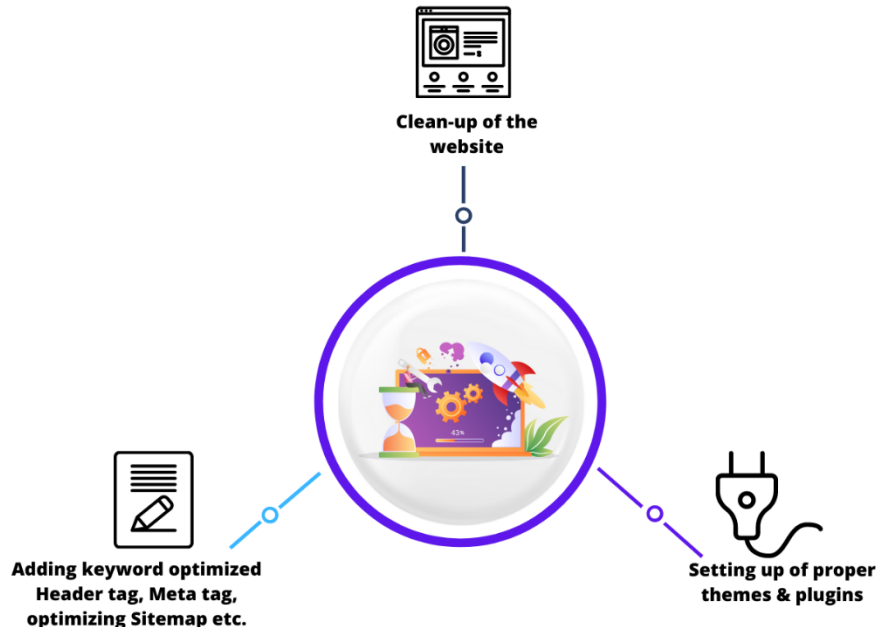 Clean-up of the
website
43%
Adding keyword optimized
Header tag, Meta tag,
optimizing Sitemap etc.
Setting up of proper
themes & plugins